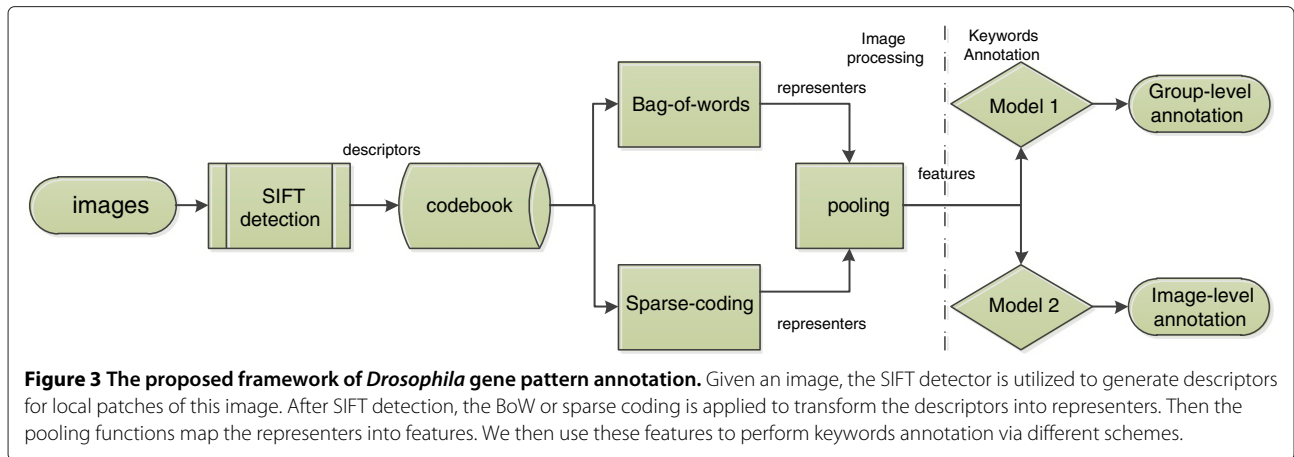 images
SIFT
detection
descriptors
codebook
Bag-of-words
representers
Sparse-coding
representers
pooling
Image
processing
features
Keywords
Annotation
Model 1
Group-level
annotation
Model 2
Image-level
annotation
Figure 3 The proposed framework of Drosophila gene pattern annotation. Given an image, the SIFT detector is utilized to generate descriptors
for local patches of this image. After SIFT detection, the BoW or sparse coding is applied to transform the descriptors into representers. Then the
pooling functions map the representers into features. We then use these features to perform keywords annotation via different schemes.